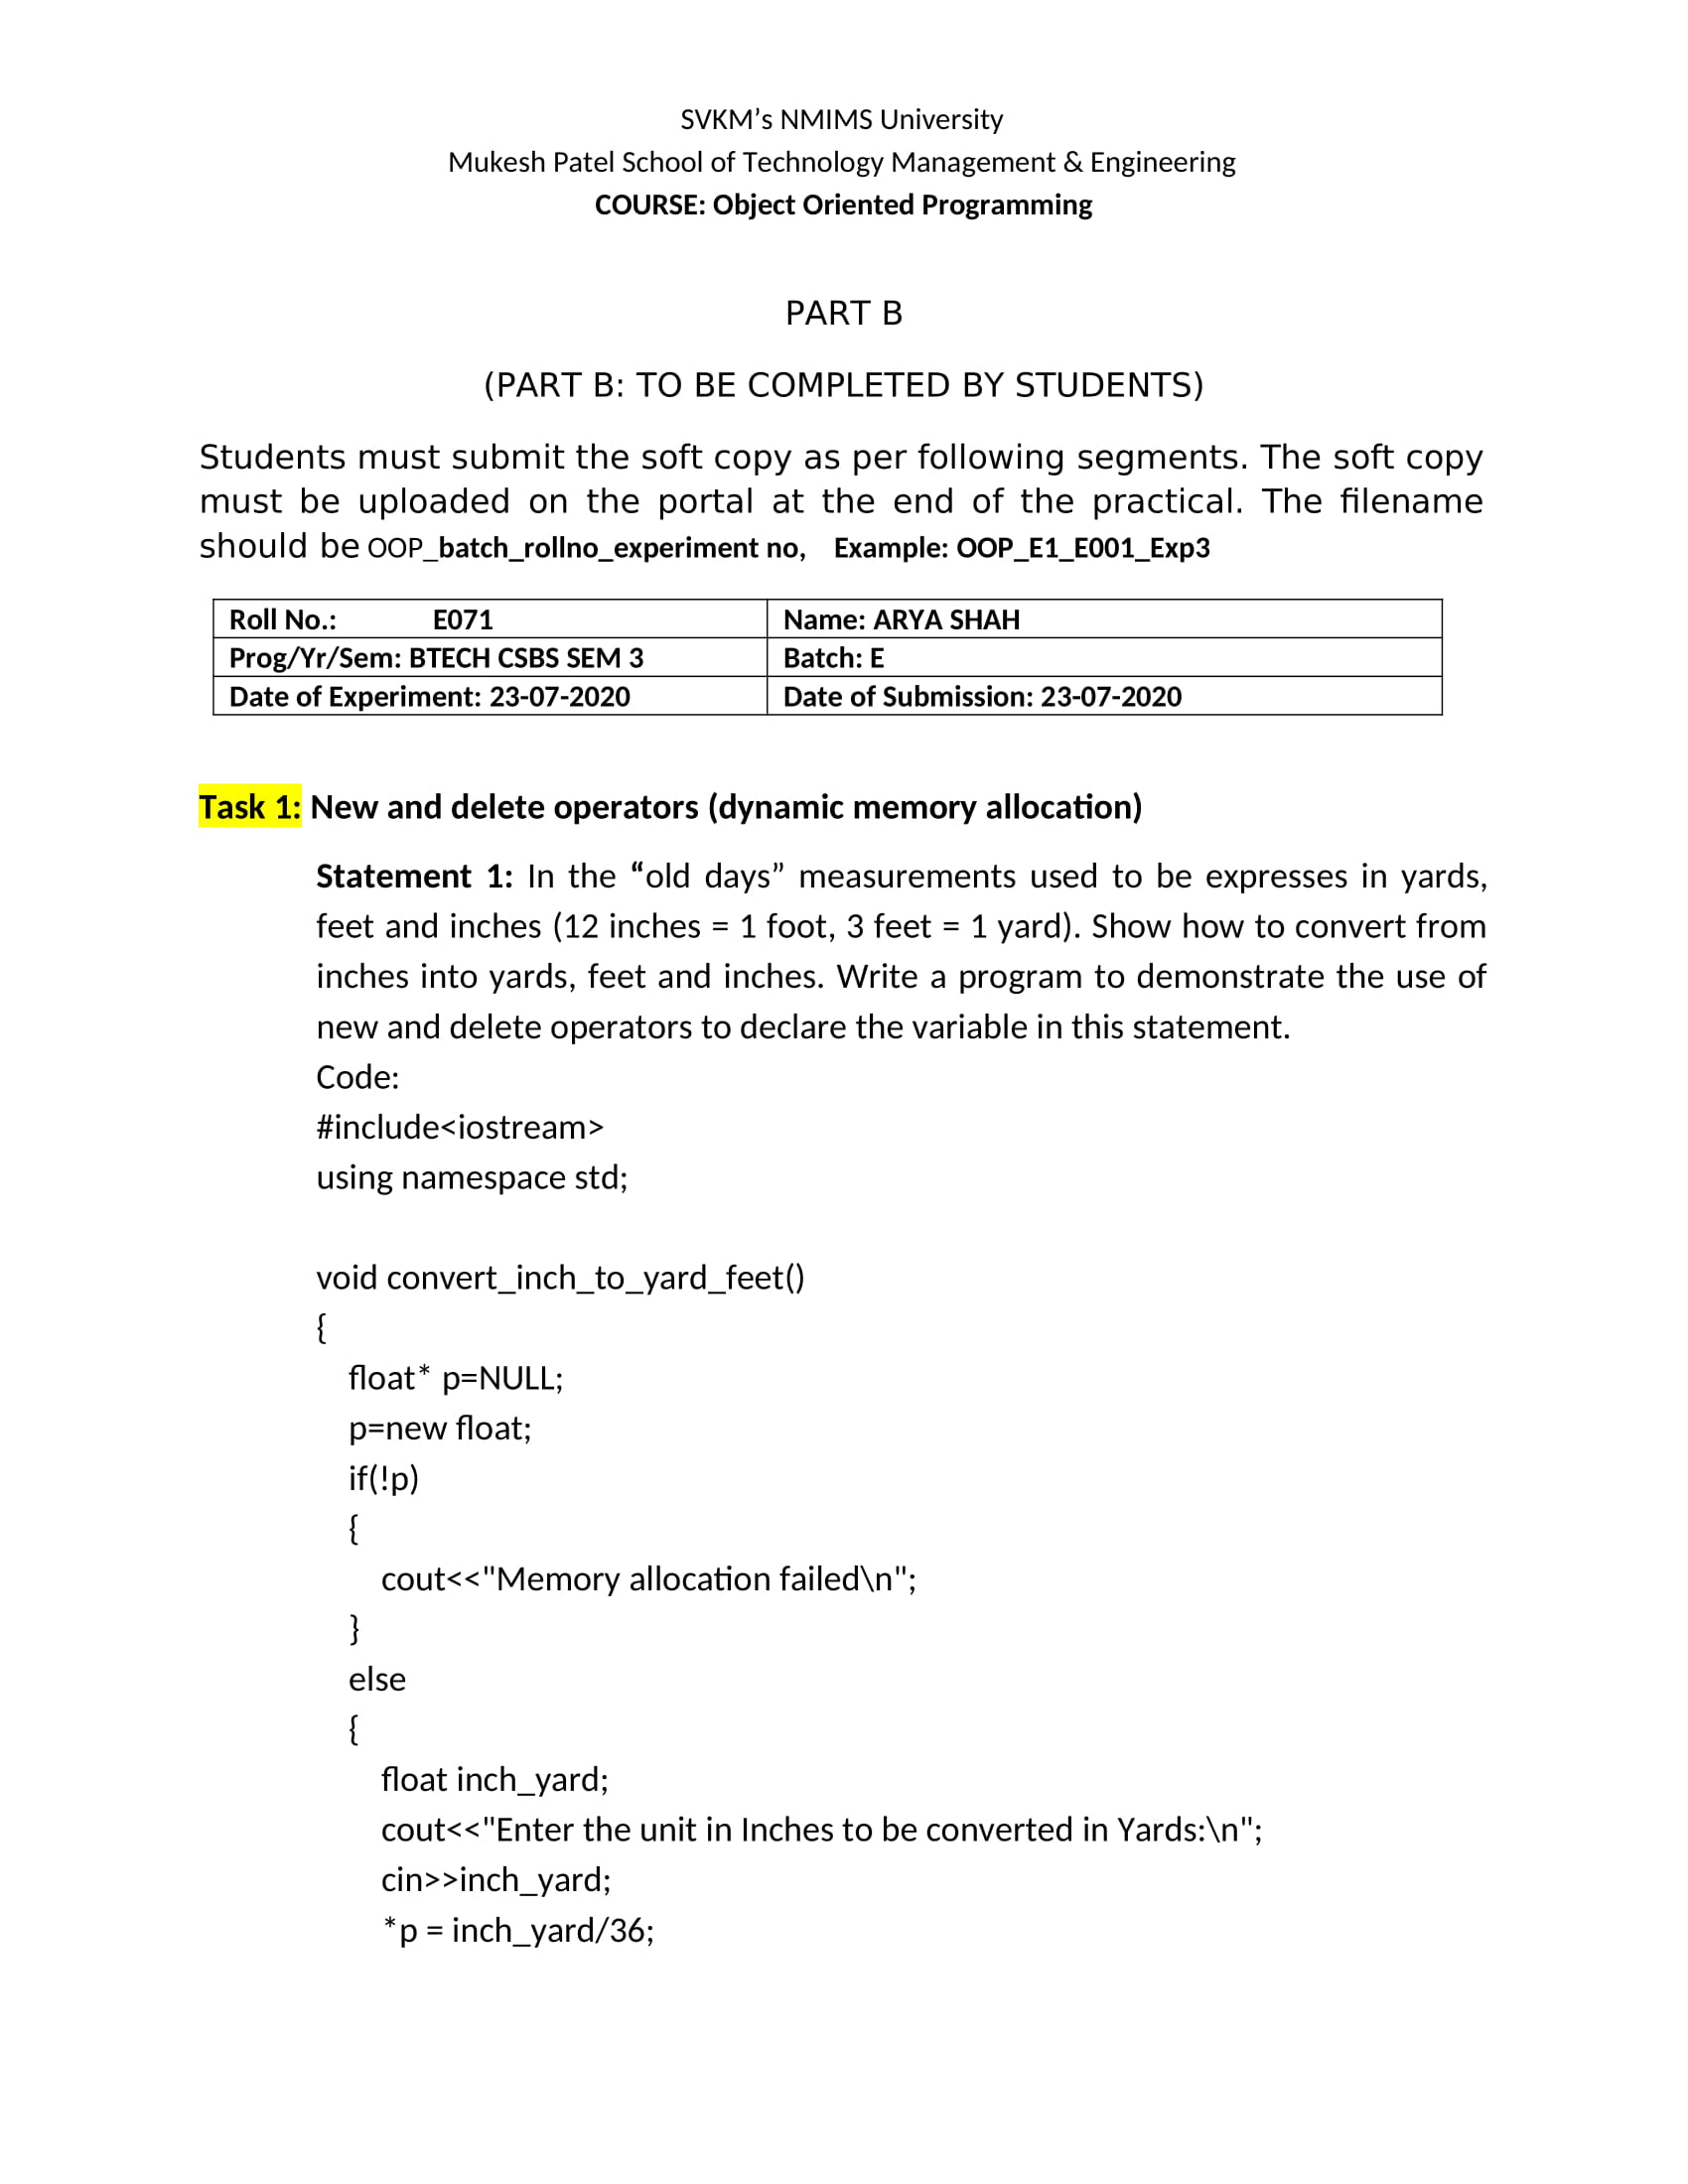 SVKM’s NMIMS University
Mukesh Patel School of Technology Management & Engineering
COURSE: Object Oriented Programming
PART B
(PART B: TO BE COMPLETED BY STUDENTS)
Students must submit the soft copy as per following segments. The soft copy
must be uploaded on the portal at the end of the practical. The filename
should be OOP_batch_rollno_experiment no, Example: OOP_E1_E001_Exp3
Roll No.: E071 Name: ARYA SHAH
Prog/Yr/Sem: BTECH CSBS SEM 3 Batch: E
Date of Experiment: 23-07-2020 Date of Submission: 23-07-2020
Task 1: New and delete operators (dynamic memory allocation)
Statement 1: In the “old days” measurements used to be expresses in yards,
feet and inches (12 inches = 1 foot, 3 feet = 1 yard). Show how to convert from
inches into yards, feet and inches. Write a program to demonstrate the use of
new and delete operators to declare the variable in this statement.
Code:
#include<iostream>
using namespace std;
void convert_inch_to_yard_feet()
{
float* p=NULL;
p=new float;
if(!p)
{
cout<<"Memory allocation failed\n";
}
else
{
float inch_yard;
cout<<"Enter the unit in Inches to be converted in Yards:\n";
cin>>inch_yard;
*p = inch_yard/36;